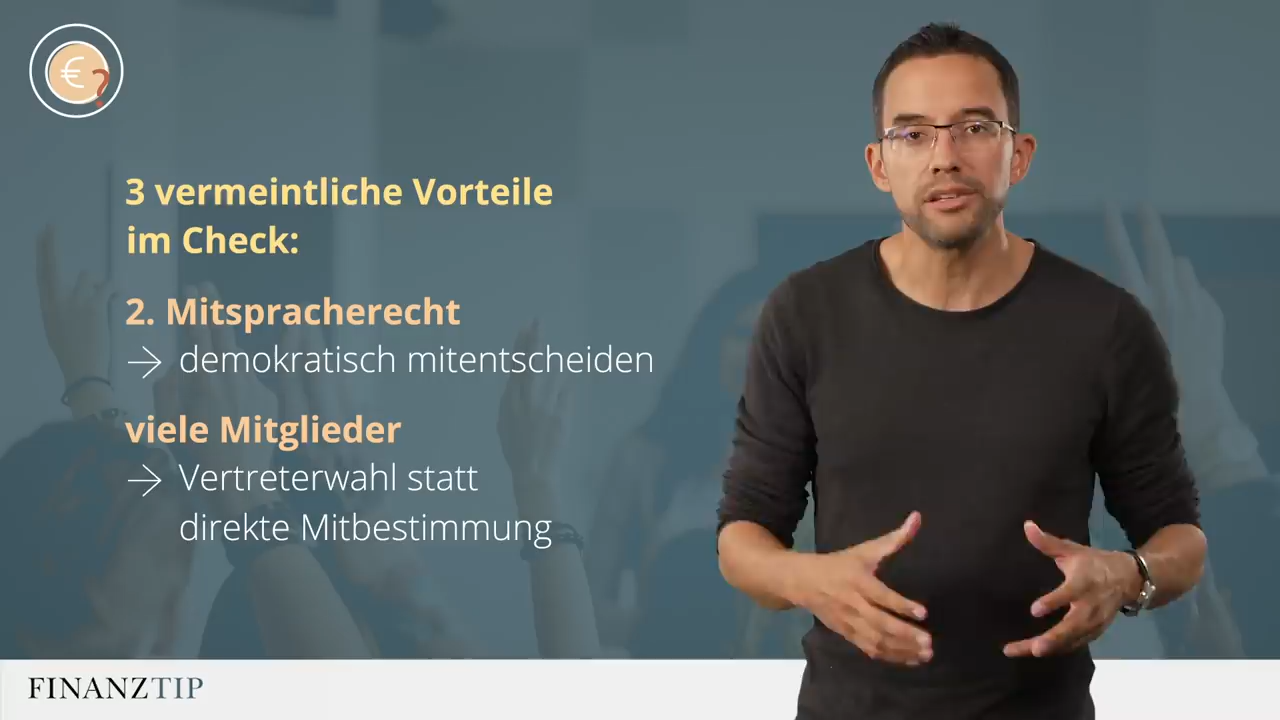 €?
3 vermeintliche Vorteile
im Check:
2. Mitspracherecht
→ demokratisch mitentscheiden
viele Mitglieder
→ Vertreterwahl statt
direkte Mitbestimmung
FINANZTIP